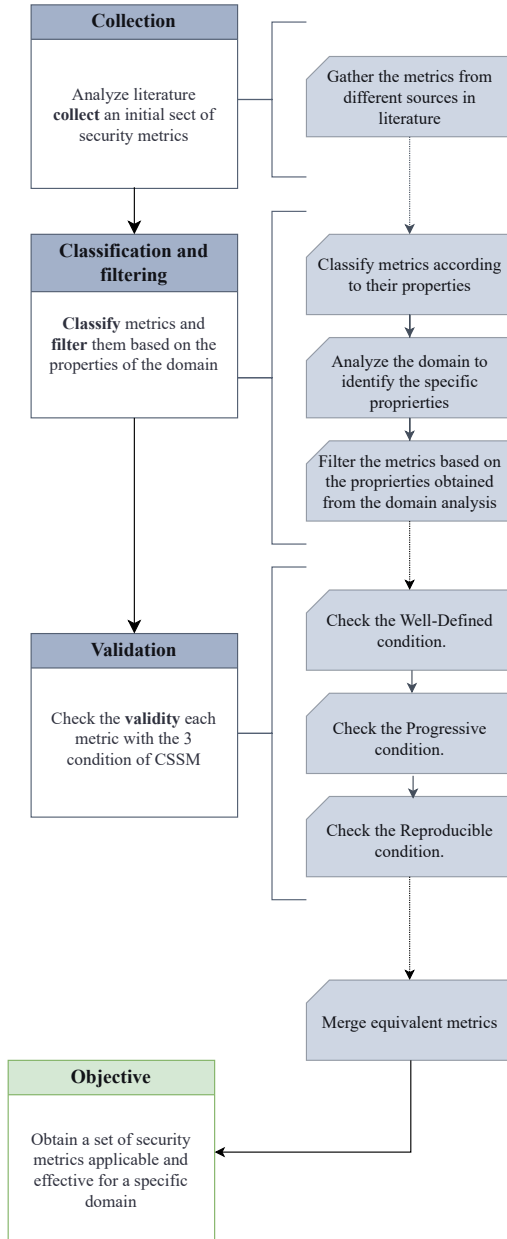 Collection
Analyze literature
collect an initial sect of
security metrics
Gather the metrics from
different sources in
literature
Classification and
filtering
Classify metrics and
filter them based on the
properties of the domain
Classify metrics according
to their properties
Analyze the domain to
identify the specific
proprierties
Filter the metrics based on
the proprierties obtained
from the domain analysis
Validation
Check the validity each
metric with the 3
condition of CSSM
Check the Well-Defined
condition.
Check the Progressive
condition.
Check the Reproducible
condition.
Merge equivalent metrics
Objective
Obtain a set of security
metrics applicable and
effective for a specific
domain